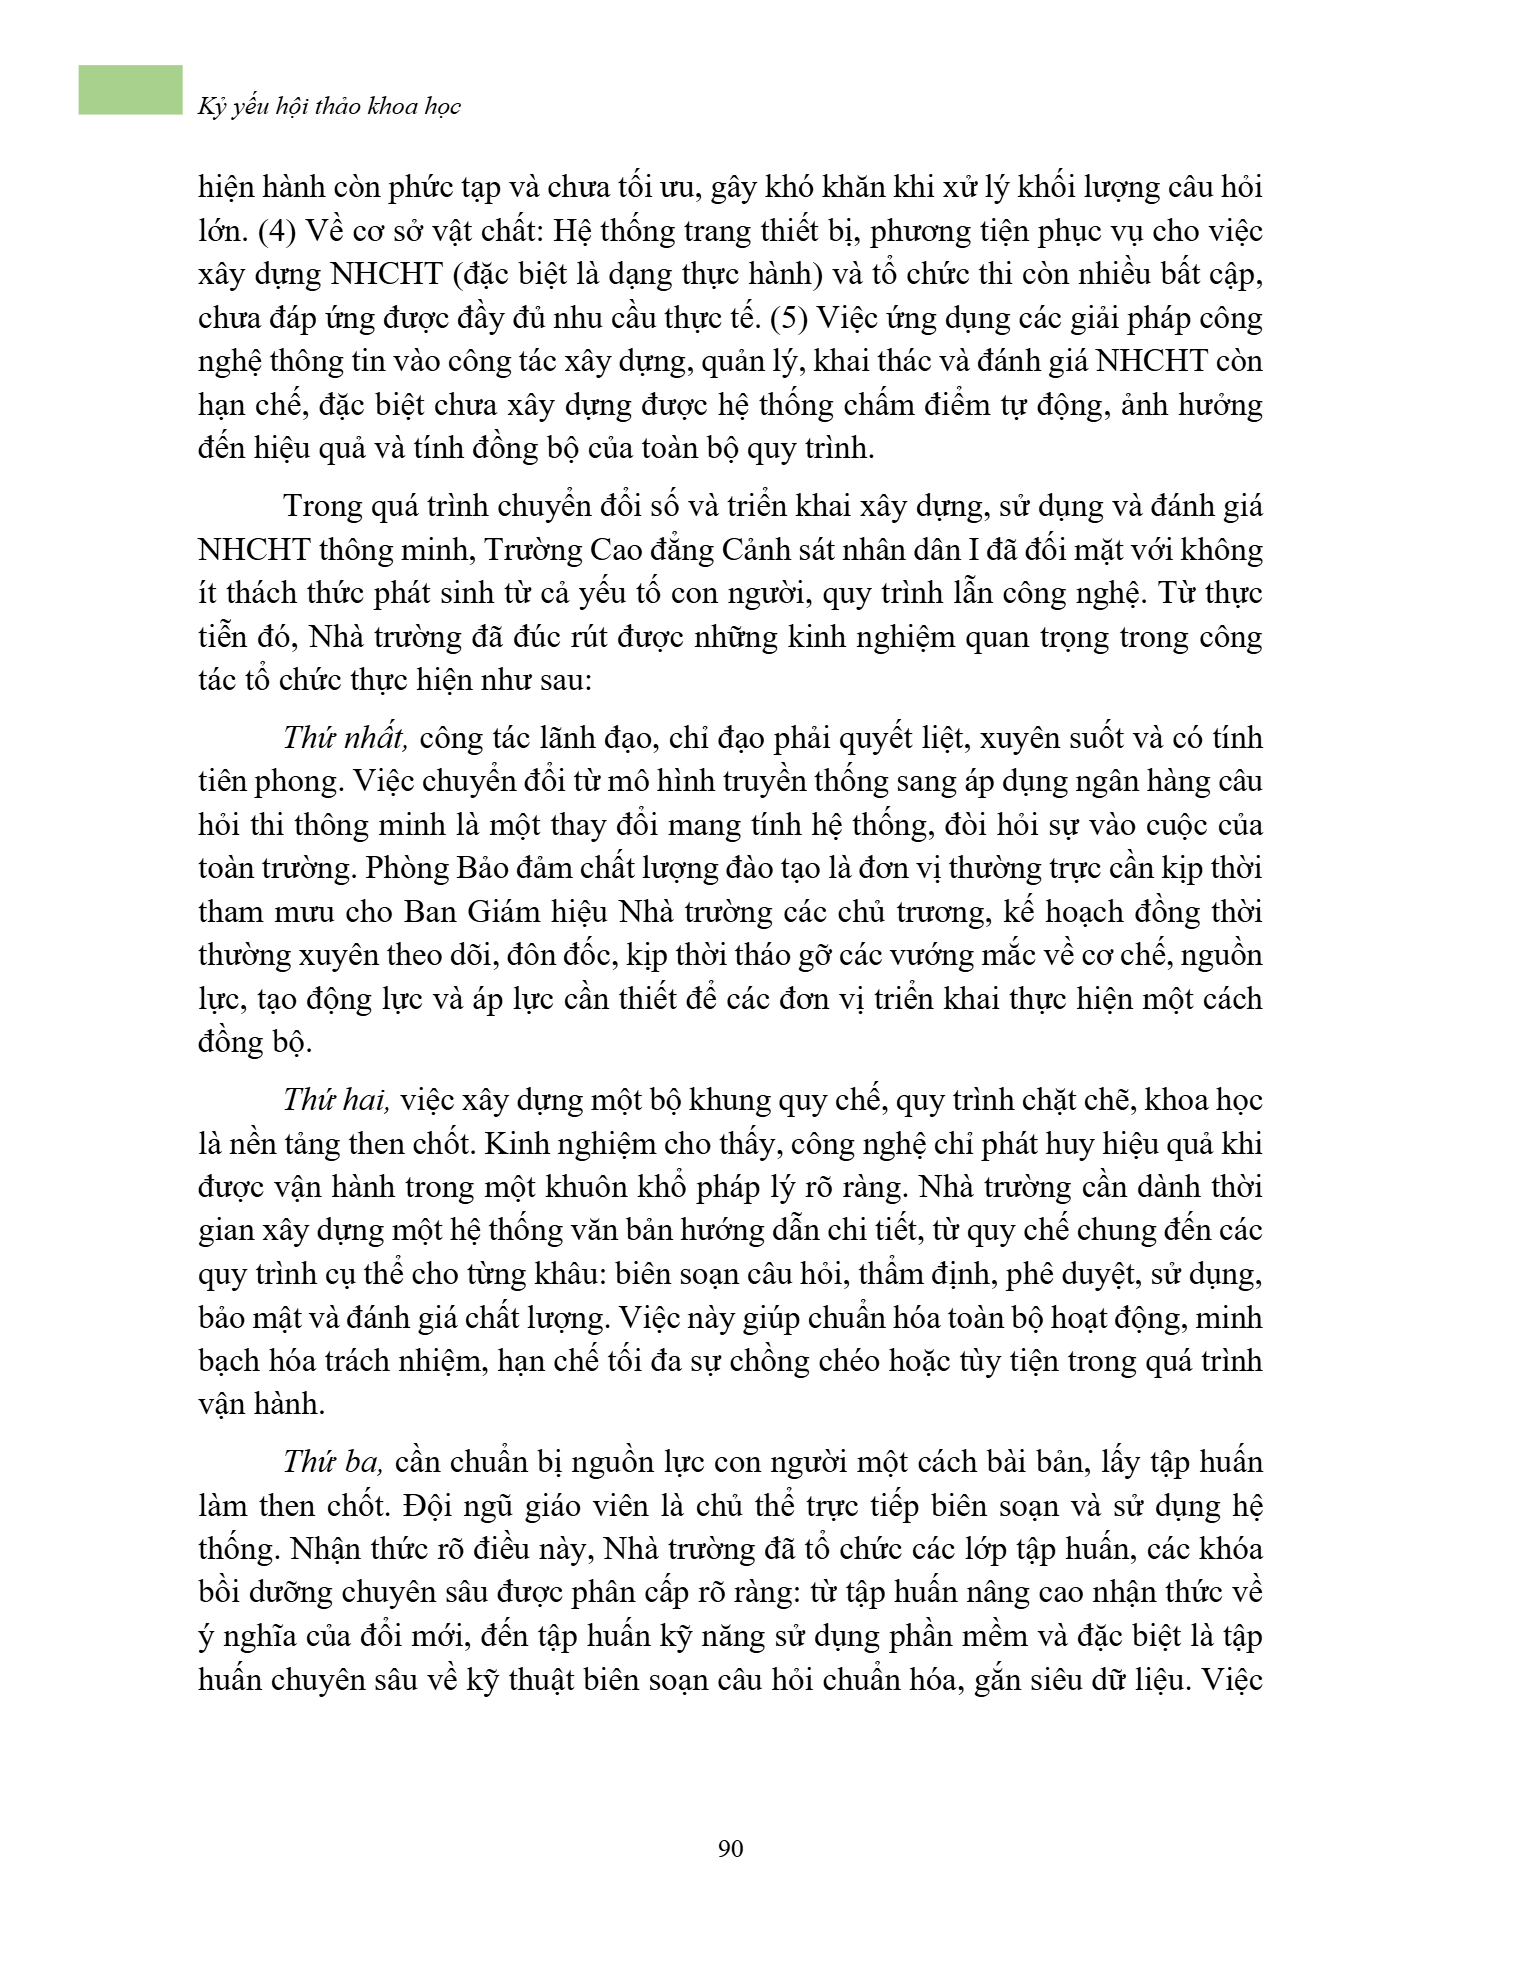 Kỷ yếu hội thảo khoa học
hiện hành còn phức tạp và chưa tối ưu, gây khó khăn khi xử lý khối lượng câu hỏi
lớn. (4) Về cơ sở vật chất: Hệ thống trang thiết bị, phương tiện phục vụ cho việc
xây dựng NHCHT (đặc biệt là dạng thực hành) và tổ chức thi còn nhiều bất cập,
chưa đáp ứng được đầy đủ nhu cầu thực tế. (5) Việc ứng dụng các giải pháp công
nghệ thông tin vào công tác xây dựng, quản lý, khai thác và đánh giá NHCHT còn
hạn chế, đặc biệt chưa xây dựng được hệ thống chấm điểm tự động, ảnh hưởng
đến hiệu quả và tính đồng bộ của toàn bộ quy trình.
Trong quá trình chuyển đổi số và triển khai xây dựng, sử dụng và đánh giá
NHCHT thông minh, Trường Cao đẳng Cảnh sát nhân dân I đã đối mặt với không
ít thách thức phát sinh từ cả yếu tố con người, quy trình lẫn công nghệ. Từ thực
tiễn đó, Nhà trường đã đúc rút được những kinh nghiệm quan trọng trong công
tác tổ chức thực hiện như sau:
Thứ nhất, công tác lãnh đạo, chỉ đạo phải quyết liệt, xuyên suốt và có tính
tiên phong. Việc chuyển đổi từ mô hình truyền thống sang áp dụng ngân hàng câu
hỏi thi thông minh là một thay đổi mang tính hệ thống, đòi hỏi sự vào cuộc của
toàn trường. Phòng Bảo đảm chất lượng đào tạo là đơn vị thường trực cần kịp thời
tham mưu cho Ban Giám hiệu Nhà trường các chủ trương, kế hoạch đồng thời
thường xuyên theo dõi, đôn đốc, kịp thời tháo gỡ các vướng mắc về cơ chế, nguồn
lực, tạo động lực và áp lực cần thiết để các đơn vị triển khai thực hiện một cách
đồng bộ.
Thứ hai, việc xây dựng một bộ khung quy chế, quy trình chặt chẽ, khoa học
là nền tảng then chốt. Kinh nghiệm cho thấy, công nghệ chỉ phát huy hiệu quả khi
được vận hành trong một khuôn khổ pháp lý rõ ràng. Nhà trường cần dành thời
gian xây dựng một hệ thống văn bản hướng dẫn chi tiết, từ quy chế chung đến các
quy trình cụ thể cho từng khâu: biên soạn câu hỏi, thẩm định, phê duyệt, sử dụng,
bảo mật và đánh giá chất lượng. Việc này giúp chuẩn hóa toàn bộ hoạt động, minh
bạch hóa trách nhiệm, hạn chế tối đa sự chồng chéo hoặc tùy tiện trong quá trình
vận hành.
Thứ ba, cần chuẩn bị nguồn lực con người một cách bài bản, lấy tập huấn
làm then chốt. Đội ngũ giáo viên là chủ thể trực tiếp biên soạn và sử dụng hệ
thống. Nhận thức rõ điều này, Nhà trường đã tổ chức các lớp tập huấn, các khóa
bồi dưỡng chuyên sâu được phân cấp rõ ràng: từ tập huấn nâng cao nhận thức về
ý nghĩa của đổi mới, đến tập huấn kỹ năng sử dụng phần mềm và đặc biệt là tập
huấn chuyên sâu về kỹ thuật biên soạn câu hỏi chuẩn hóa, gắn siêu dữ liệu. Việc
90